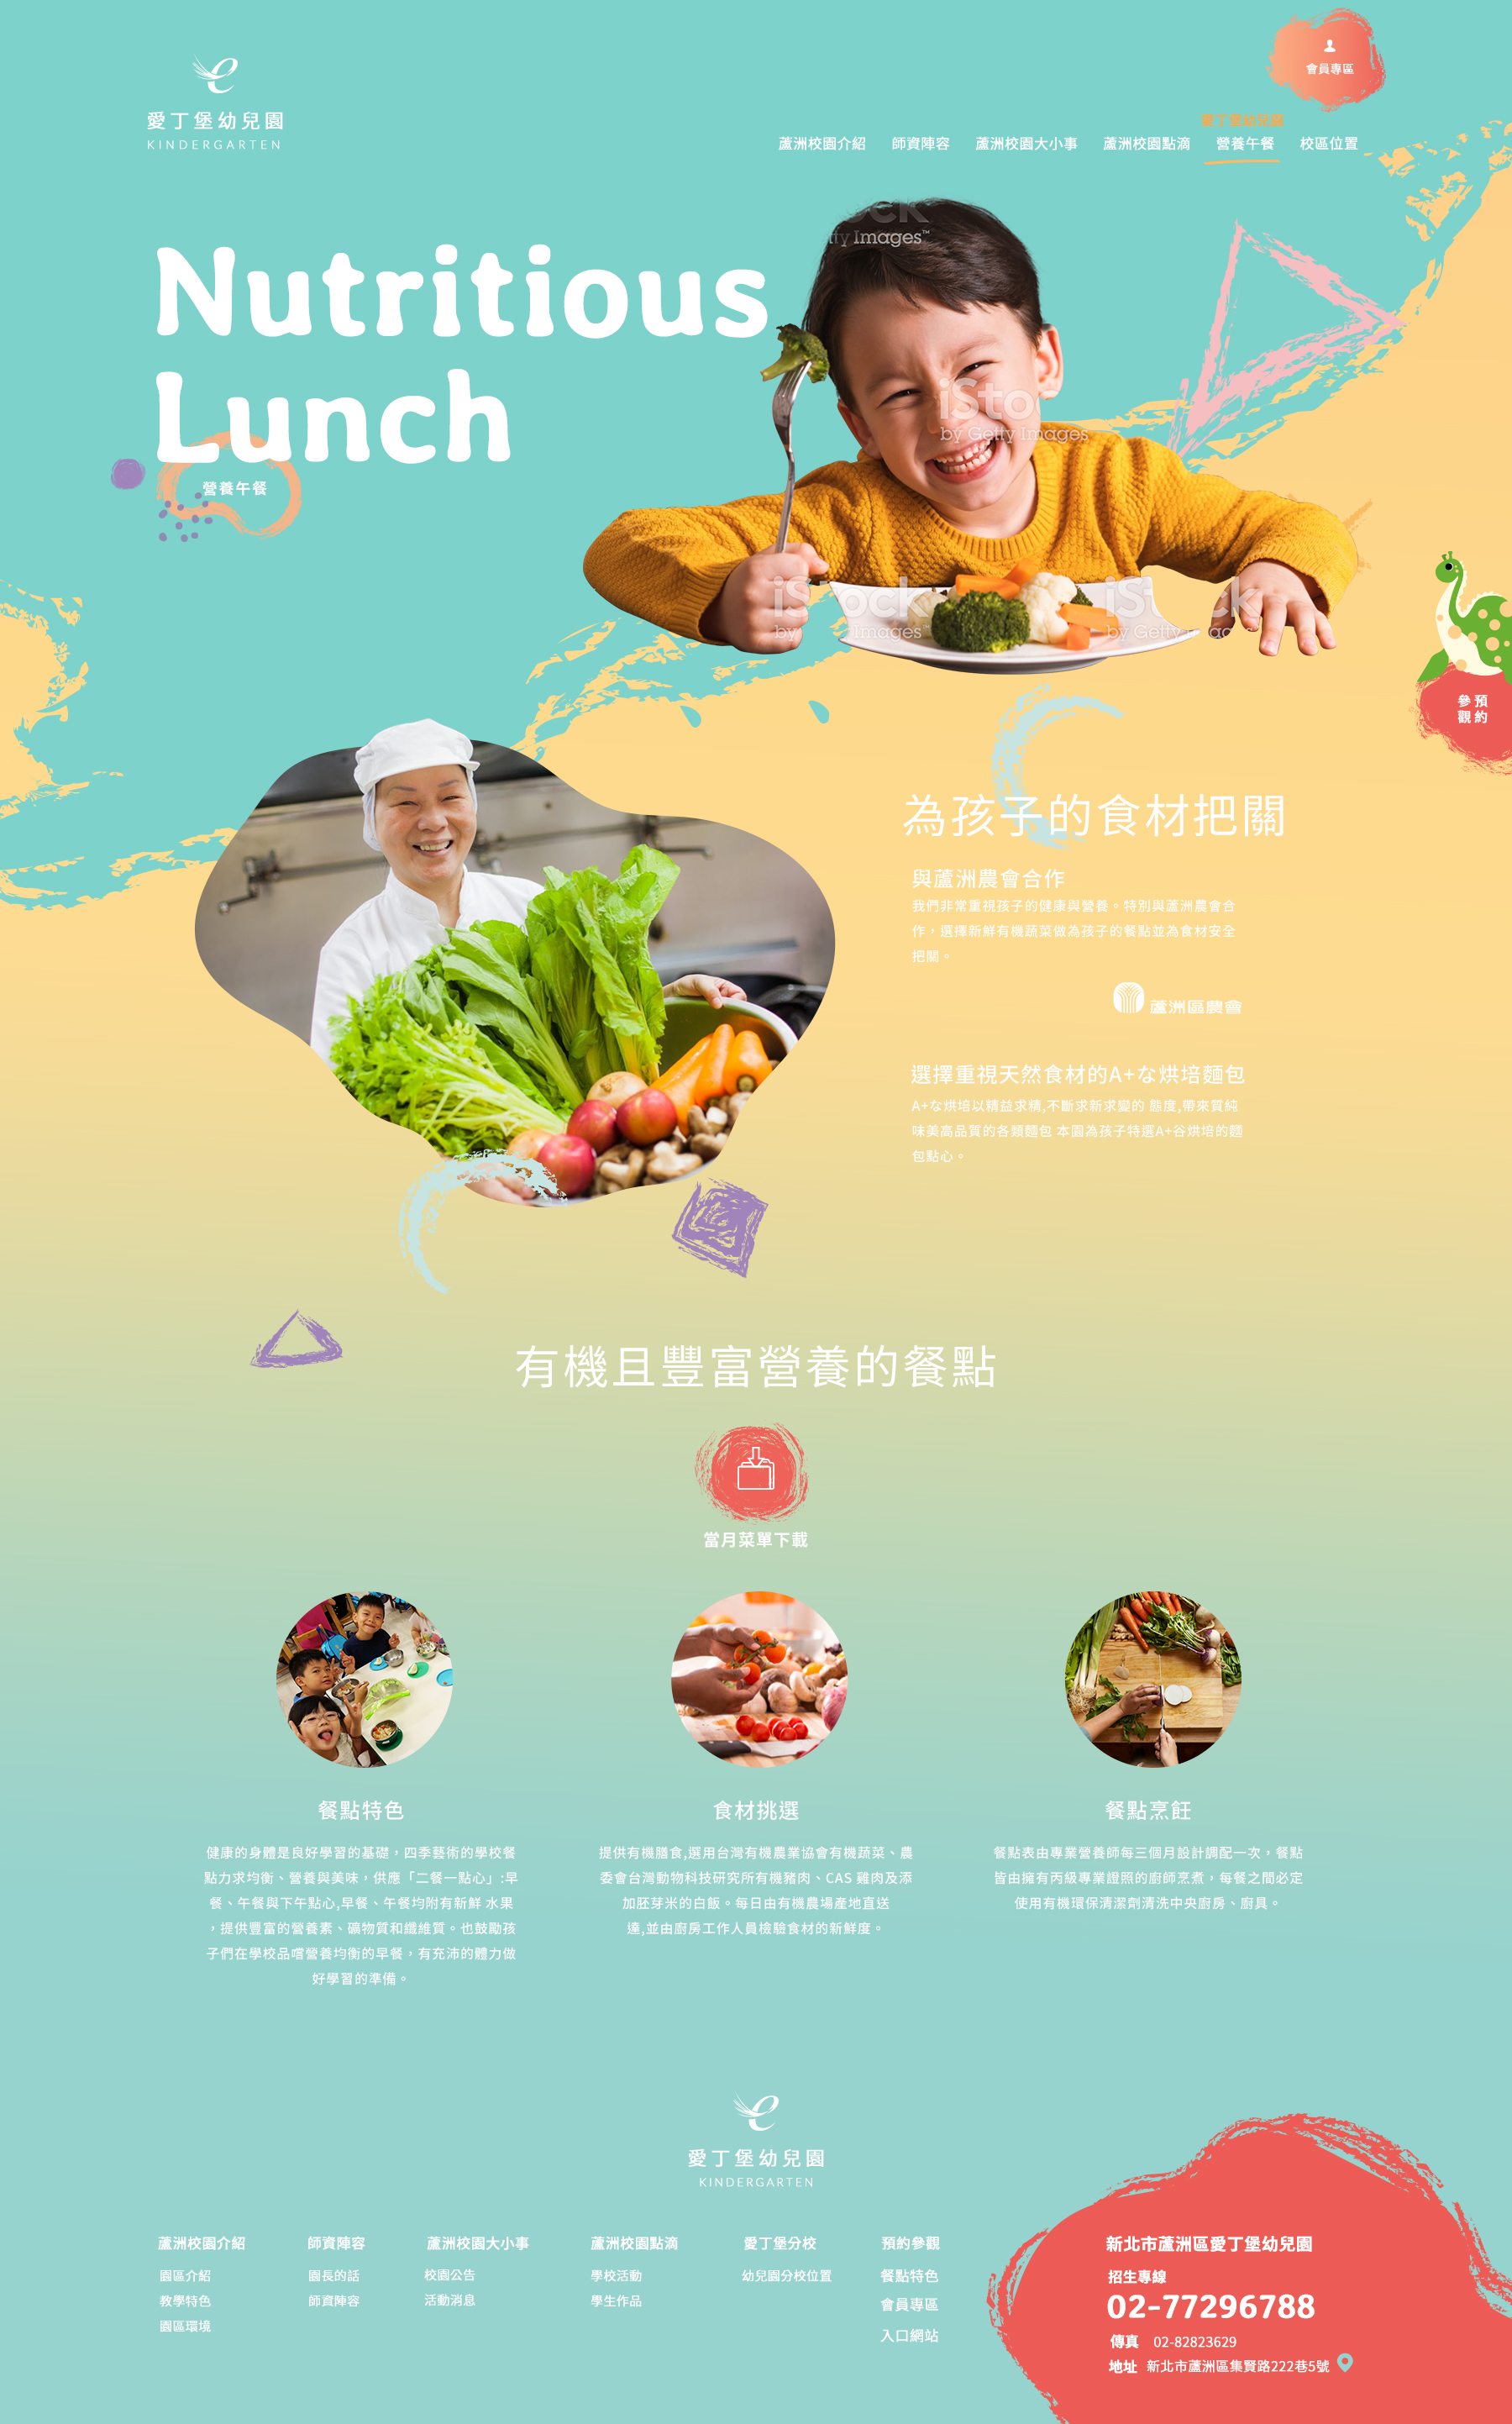 愛丁堡幼兒園
KINDERGARTEN
會員專區
愛丁堡幼兒園
蘆洲校園介紹 師資陣容 蘆洲校園大小事 蘆洲校園點滴 營養午餐 校區位置
Nutritious
Lunch
營養午餐
iStock
by Getty Images™
iStock
by Getty Images
iStock
by Getty Images
iStock
by Getty Images
參預
觀約
為孩子的食材把關
與蘆洲農會合作
我們非常重視孩子的健康與營養。特別與蘆洲農會合
作，選擇新鮮有機蔬菜做為孩子的餐點並為食材安全
把關。
蘆洲區農會
選擇重視天然食材的A+な烘培麵包
A+な烘培以精益求精,不斷求新求變的 態度,帶來質純
味美高品質的各類麵包 本園為孩子特選A+谷烘培的麵
包點心。
有機且豐富營養的餐點
當月菜單下載
餐點特色
健康的身體是良好學習的基礎，四季藝術的學校餐
點力求均衡、營養與美味，供應「二餐一點心」:早
餐、午餐與下午點心,早餐、午餐均附有新鮮 水果
，提供豐富的營養素、礦物質和纖維質。也鼓勵孩
子們在學校品嚐營養均衡的早餐，有充沛的體力做
好學習的準備。
食材挑選
提供有機膳食,選用台灣有機農業協會有機蔬菜、農
委會台灣動物科技研究所有機豬肉、CAS 雞肉及添
加胚芽米的白飯。每日由有機農場產地直送
達,並由廚房工作人員檢驗食材的新鮮度。
餐點烹飪
餐點表由專業營養師每三個月設計調配一次，餐點
皆由擁有丙級專業證照的廚師烹煮，每餐之間必定
使用有機環保清潔劑清洗中央廚房、廚具。
愛丁堡幼兒園
KINDERGARTEN
蘆洲校園介紹
園區介紹
教學特色
園區環境
師資陣容
園長的話
師資陣容
蘆洲校園大小事
校園公告
活動消息
蘆洲校園點滴
學校活動
學生作品
愛丁堡分校
幼兒園分校位置
預約參觀
餐點特色
會員專區
入口網站
新北市蘆洲區愛丁堡幼兒園
招生專線
02-77296788
傳真 02-82823629
地址 新北市蘆洲區集賢路222巷5號